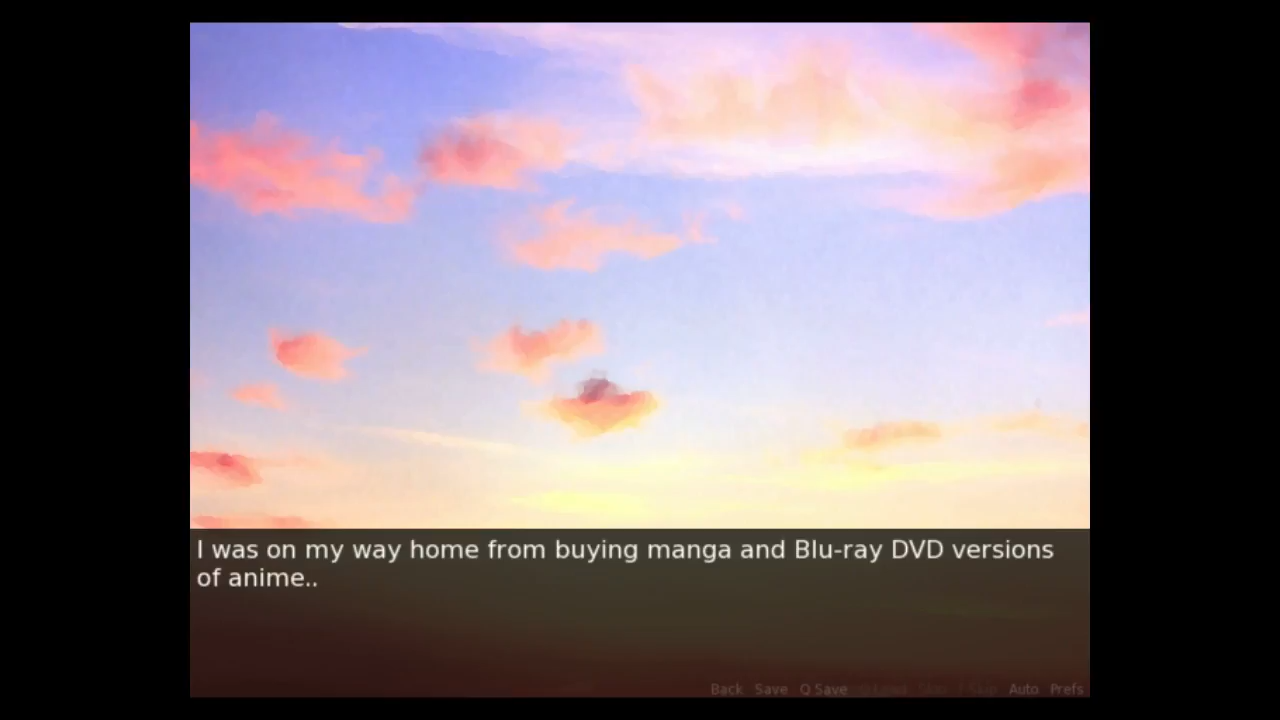 I was on my way home from buying manga and Blu-ray DVD versions
of anime..
Back Save Q Save Auto Prefs